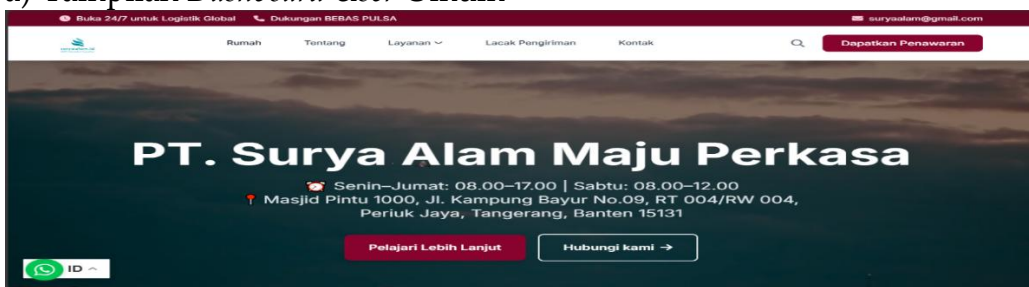 a) Tampilan Dashboard User Umum
Buka 24/7 untuk Logistik Global Dukungan BEBAS PULSA suryaalam@gmail.com
Rumah Tentang Layanan Lacak Pengiriman Kontak Dapatkan Penawaran
PT. Surya Alam Maju Perkasa
Senin–Jumat: 08.00–17.00 | Sabtu: 08.00–12.00
Masjid Pintu 1000, Jl. Kampung Bayur No.09, RT 004/RW 004,
Periuk Jaya, Tangerang, Banten 15131
Pelajari Lebih Lanjut Hubungi kami →
ID